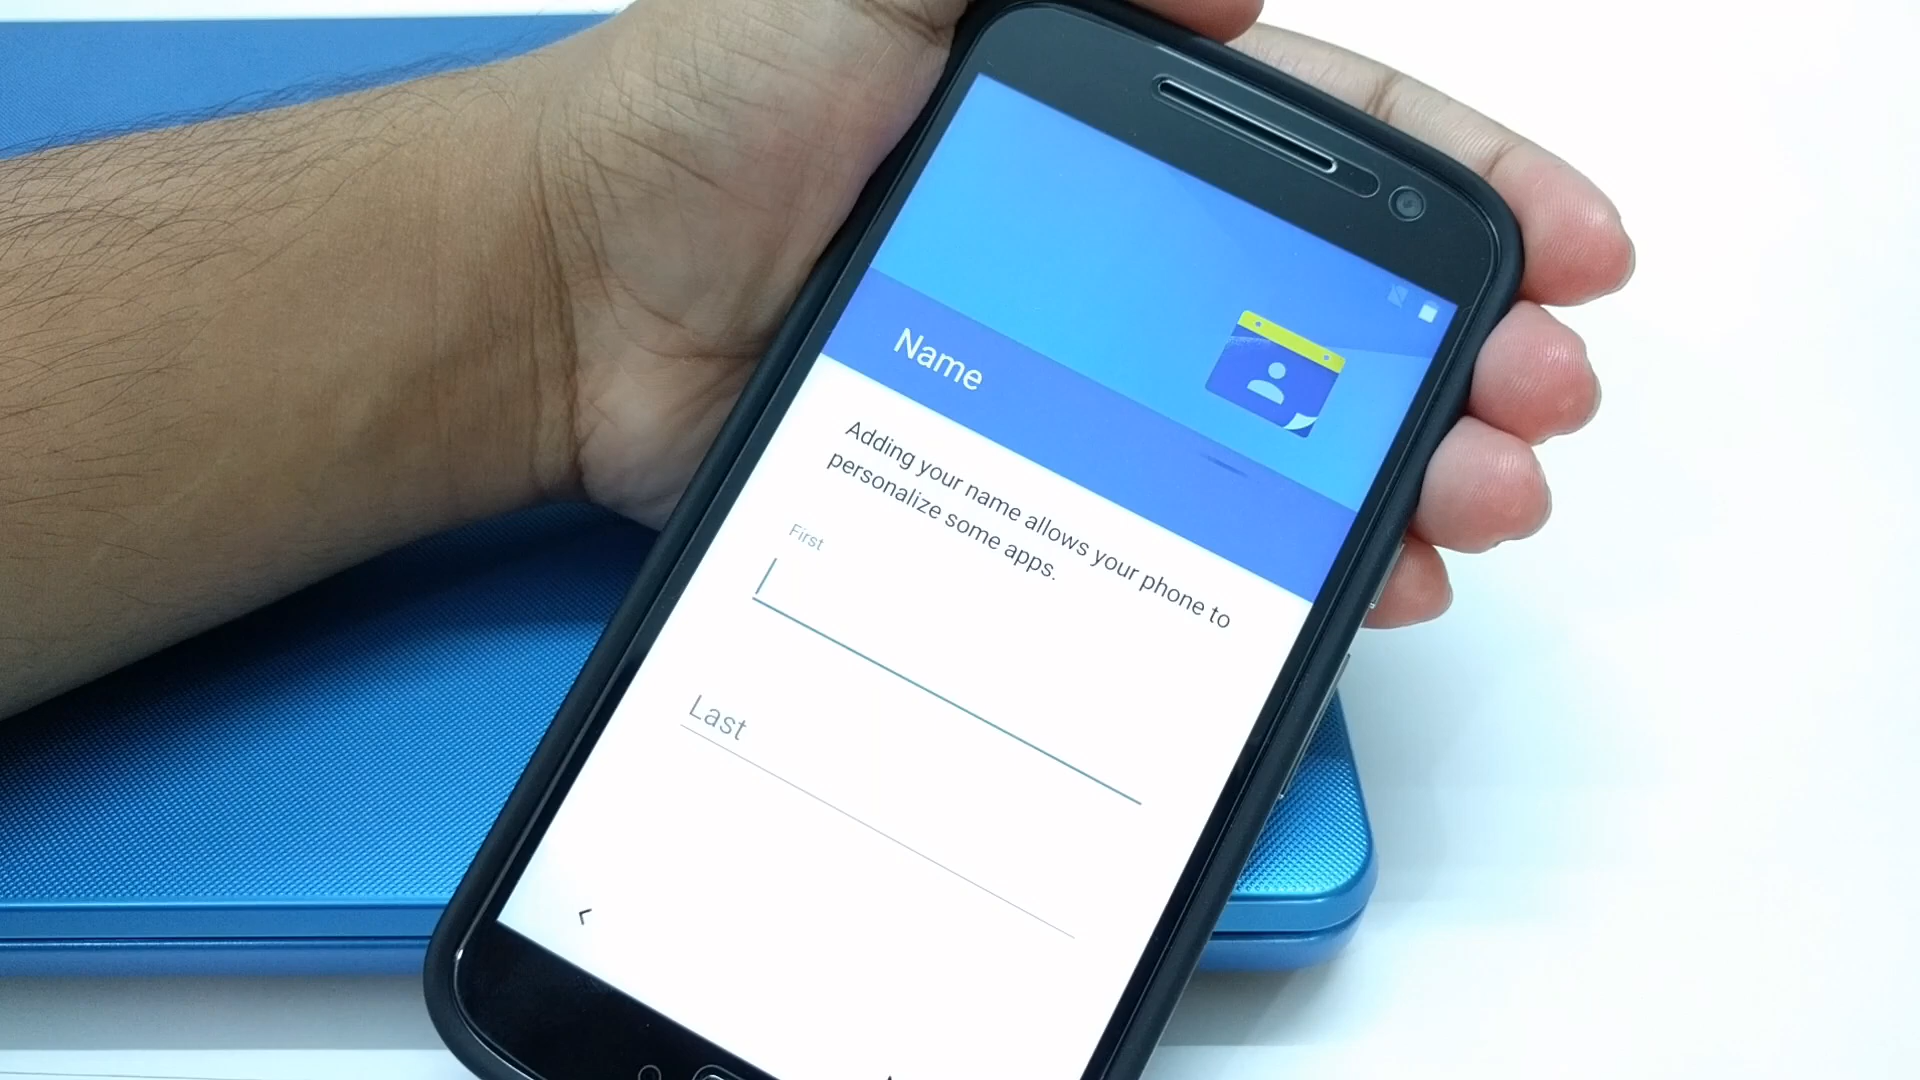 Name
Adding your name allows your phone to
personalize some apps.
First
Last